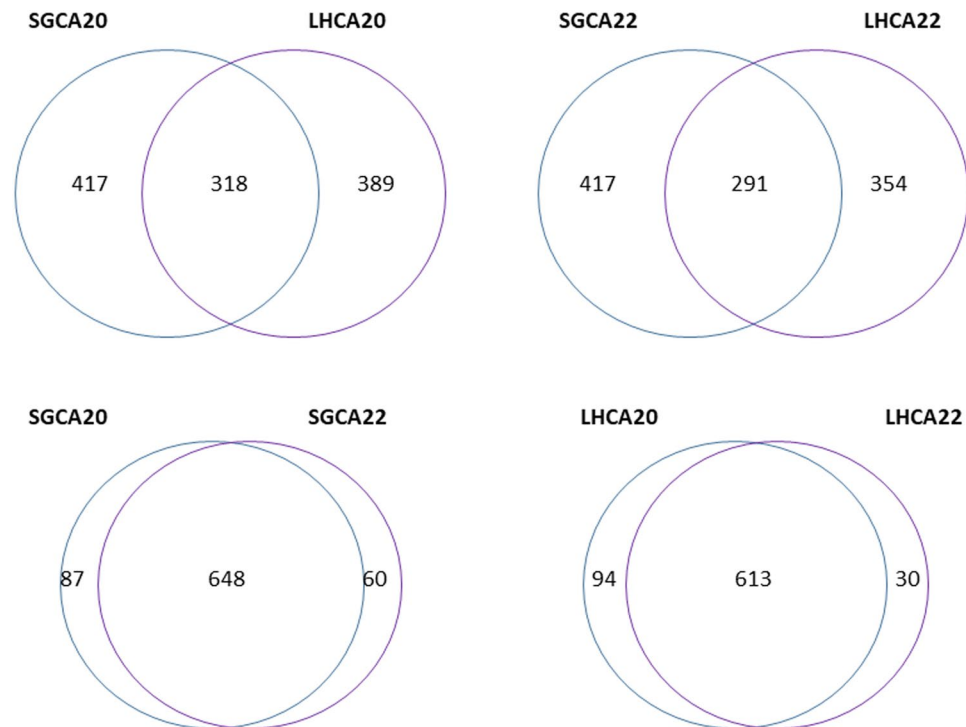 SGCA20 LHCA20 SGCA22 LHCA22
417 318 389 417 291 354
SGCA20 SGCA22 LHCA20 LHCA22
87 648 60 94 613 30